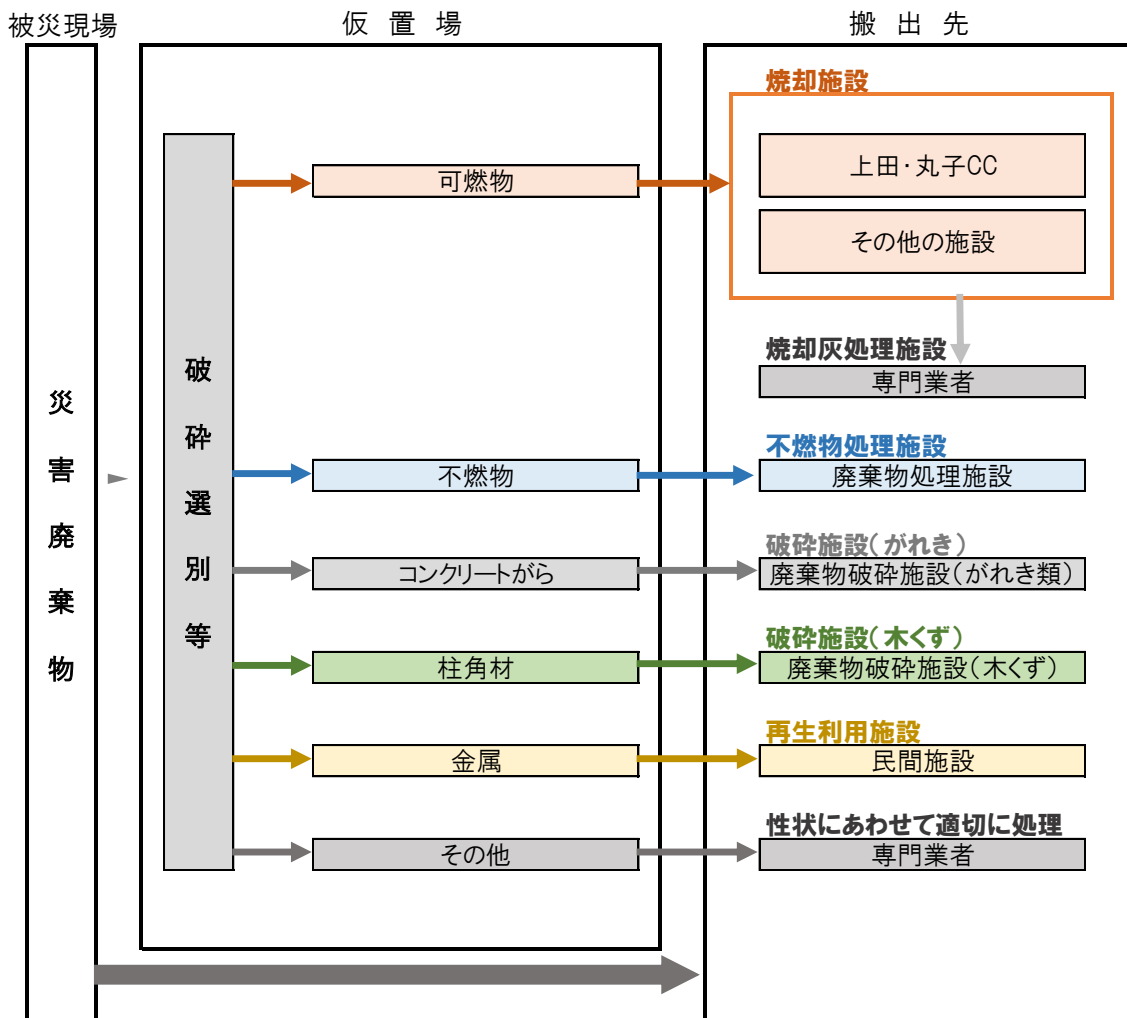 被災現場
仮 置 場
搬 出 先
災害廃棄物
破砕選別等
可燃物
焼却施設
上田・丸子CC
その他の施設
焼却灰処理施設
専門業者
不燃物
不燃物処理施設
廃棄物処理施設
コンクリートがら
破砕施設(がれき)
廃棄物破砕施設(がれき類)
柱角材
破砕施設(木くず)
廃棄物破砕施設(木くず)
金属
再生利用施設
民間施設
その他
性状にあわせて適切に処理
専門業者